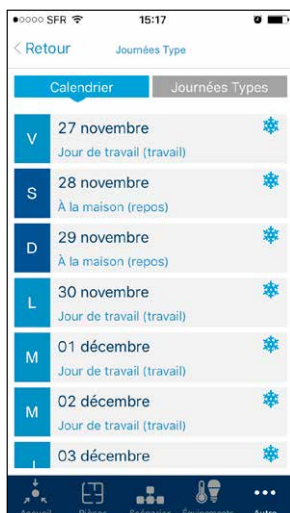 ●○○○○ SFR 15:17
< Retour Journées Type
Calendrier Journées Types
V 27 novembre
Jour de travail (travail)
S 28 novembre
À la maison (repos)
D 29 novembre
À la maison (repos)
L 30 novembre
Jour de travail (travail)
M 01 décembre
Jour de travail (travail)
M 02 décembre
Jour de travail (travail)
03 décembre
Accueil Pièces Scénarios Équipements Autre